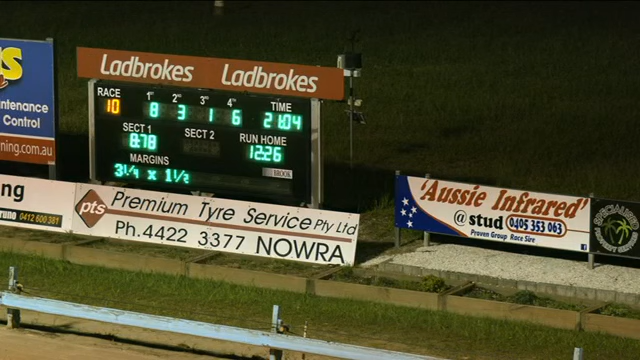 Ladbrokes Ladbrokes
RACE 1st 2nd 3rd 4th TIME
10 8 3 1 6 21.04
SECT 1 SECT 2 RUN HOME
8.78 12.26
MARGINS
3 1/4 x 1 1/2
BROOK
Maintenance
Control
ning.com.au
ng
runo 0412 600 381
pts Premium Tyre Service Pty Ltd
Ph. 4422 3377 NOWRA
'Aussie Infrared'
@ stud 0405 353 063
Proven Group Race Sire